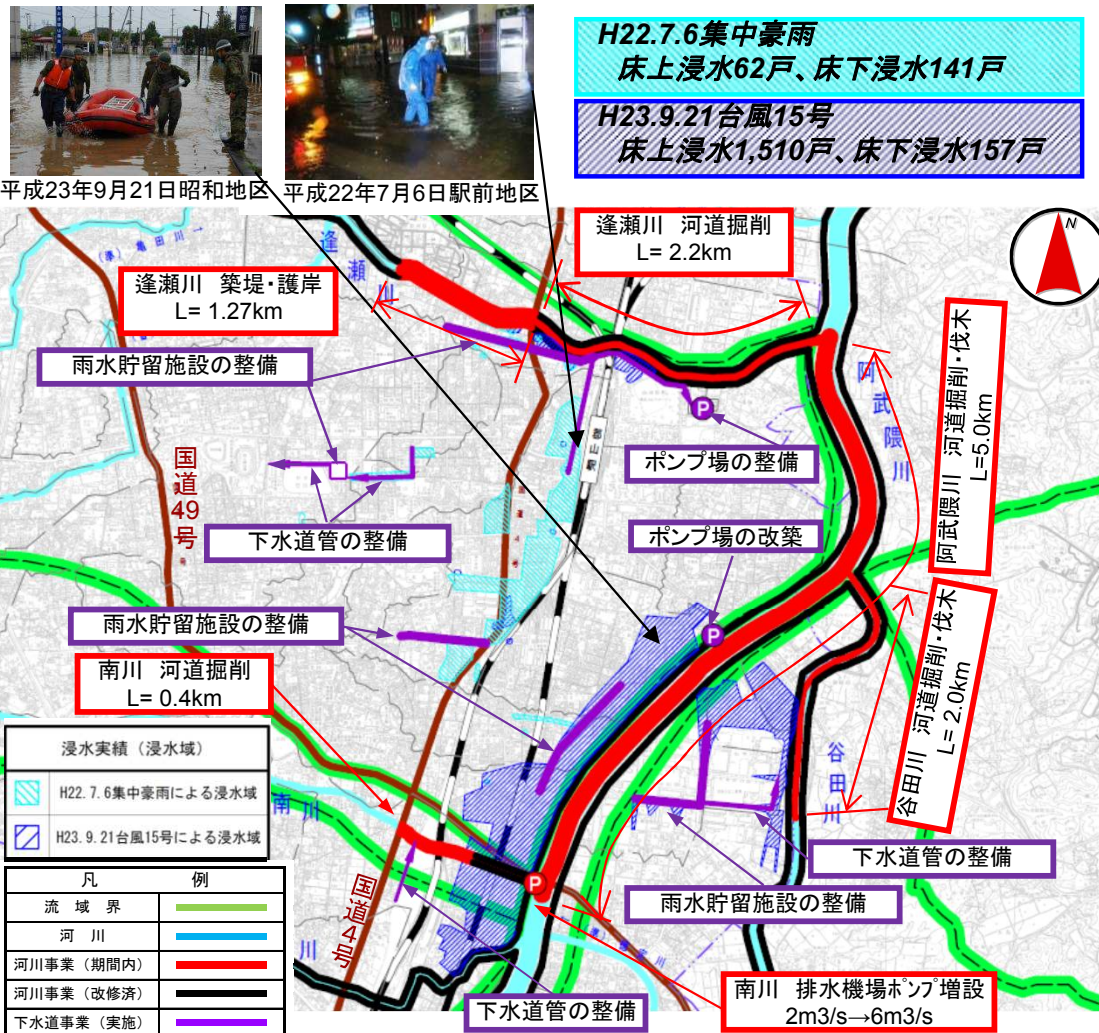 H22.7.6集中豪雨
床上浸水62戸、床下浸水141戸
H23.9.21台風15号
床上浸水1,510戸、床下浸水157戸
平成23年9月21日昭和地区
平成22年7月6日駅前地区
逢瀬川 河道掘削
L= 2.2km
N
逢瀬川 築堤・護岸
L= 1.27km
(準) 亀田川→
逢瀬川
雨水貯留施設の整備
阿武隈川
阿武隈川 河道掘削・伐木
L=5.0km
P
ポンプ場の整備
国道49号
郡山駅
下水道管の整備
ポンプ場の改築
P
雨水貯留施設の整備
南川 河道掘削
L= 0.4km
谷田川 河道掘削・伐木
L= 2.0km
谷田川
浸水実績(浸水域)
H22.7.6集中豪雨による浸水域
H23.9.21台風15号による浸水域
南川
下水道管の整備
凡 例
流 域 界
河 川
河川事業(期間内)
河川事業(改修済)
下水道事業(実施)
P
国道4号
川
雨水貯留施設の整備
下水道管の整備
南川 排水機場ポンプ増設
2m3/s→6m3/s